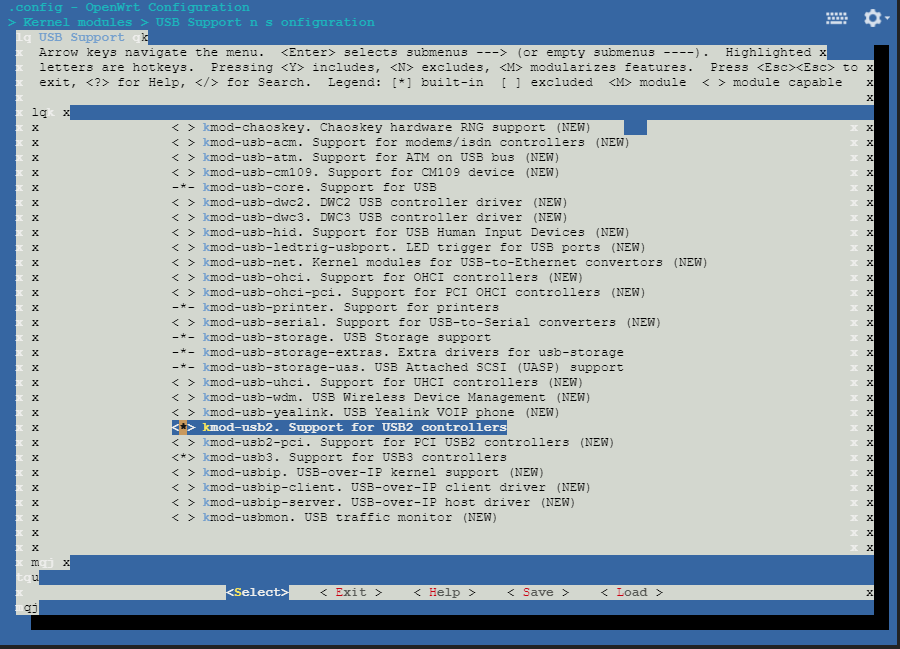 .config - OpenWrt Configuration
> Kernel modules > USB Support n s onfiguration
lq USB Support qk
x Arrow keys navigate the menu. <Enter> selects submenus ---> (or empty submenus ----). Highlighted x
x letters are hotkeys. Pressing <Y> includes, <N> excludes, <M> modularizes features. Press <Esc><Esc> to x
x exit, <?> for Help, </> for Search. Legend: [*] built-in [ ] excluded <M> module < > module capable x
x x
x lqk x
x x < > kmod-chaoskey. Chaoskey hardware RNG support (NEW) x x
x x < > kmod-usb-acm. Support for modems/isdn controllers (NEW) x x
x x < > kmod-usb-atm. Support for ATM on USB bus (NEW) x x
x x < > kmod-usb-cm109. Support for CM109 device (NEW) x x
x x -*- kmod-usb-core. Support for USB x x
x x < > kmod-usb-dwc2. DWC2 USB controller driver (NEW) x x
x x < > kmod-usb-dwc3. DWC3 USB controller driver (NEW) x x
x x < > kmod-usb-hid. Support for USB Human Input Devices (NEW) x x
x x < > kmod-usb-ledtrig-usbport. LED trigger for USB ports (NEW) x x
x x < > kmod-usb-net. Kernel modules for USB-to-Ethernet convertors (NEW) x x
x x < > kmod-usb-ohci. Support for OHCI controllers (NEW) x x
x x < > kmod-usb-ohci-pci. Support for PCI OHCI controllers (NEW) x x
x x -*- kmod-usb-printer. Support for printers x x
x x < > kmod-usb-serial. Support for USB-to-Serial converters (NEW) x x
x x -*- kmod-usb-storage. USB Storage support x x
x x -*- kmod-usb-storage-extras. Extra drivers for usb-storage x x
x x -*- kmod-usb-storage-uas. USB Attached SCSI (UASP) support x x
x x < > kmod-usb-uhci. Support for UHCI controllers (NEW) x x
x x < > kmod-usb-wdm. USB Wireless Device Management (NEW) x x
x x < > kmod-usb-yealink. USB Yealink VOIP phone (NEW) x x
x x <*> kmod-usb2. Support for USB2 controllers x x
x x < > kmod-usb2-pci. Support for PCI USB2 controllers (NEW) x x
x x <*> kmod-usb3. Support for USB3 controllers x x
x x < > kmod-usbip. USB-over-IP kernel support (NEW) x x
x x < > kmod-usbip-client. USB-over-IP client driver (NEW) x x
x x < > kmod-usbip-server. USB-over-IP host driver (NEW) x x
x x < > kmod-usbmon. USB traffic monitor (NEW) x x
x x x x
x x x x
x mqj x
tqu
x <Select> < Exit > < Help > < Save > < Load > x
mqj